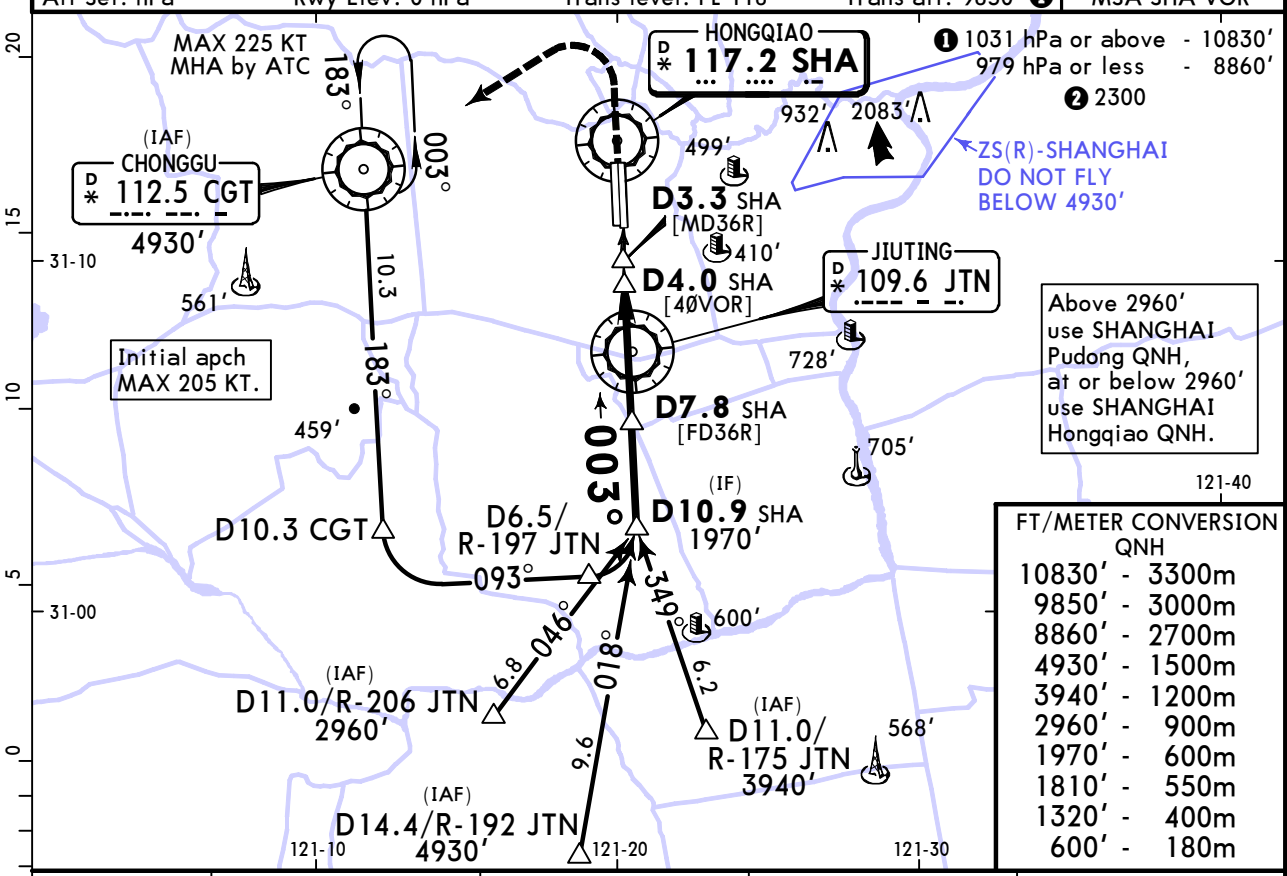 20
MAX 225 KT
MHA by ATC
183°
003°
HONGQIAO
D
* 117.2 SHA
❶ 1031 hPa or above - 10830'
979 hPa or less - 8860'
❷ 2300
932'
2083'
499'
ZS(R)-SHANGHAI
DO NOT FLY
BELOW 4930'
(IAF)
CHONGGU
D
* 112.5 CGT
4930'
15
31-10
561'
10.3
D3.3 SHA
[MD36R]
410'
D4.0 SHA
[4ØVOR]
JIUTING
D
* 109.6 JTN
Above 2960'
use SHANGHAI
Pudong QNH,
at or below 2960'
use SHANGHAI
Hongqiao QNH.
Initial apch
MAX 205 KT.
183°
728'
10
459'
D7.8 SHA
[FD36R]
003°
705'
121-40
(IF)
D10.9 SHA
1970'
D10.3 CGT
D6.5/
R-197 JTN
093°
5
31-00
046°
018°
349°
600'
6.8
6.2
9.6
(IAF)
D11.0/R-206 JTN
2960'
(IAF)
D11.0/
R-175 JTN
3940'
568'
0
(IAF)
D14.4/R-192 JTN
4930'
121-10
121-20
121-30
FT/METER CONVERSION
QNH
10830' - 3300m
9850' - 3000m
8860' - 2700m
4930' - 1500m
3940' - 1200m
2960' - 900m
1970' - 600m
1810' - 550m
1320' - 400m
600' - 180m